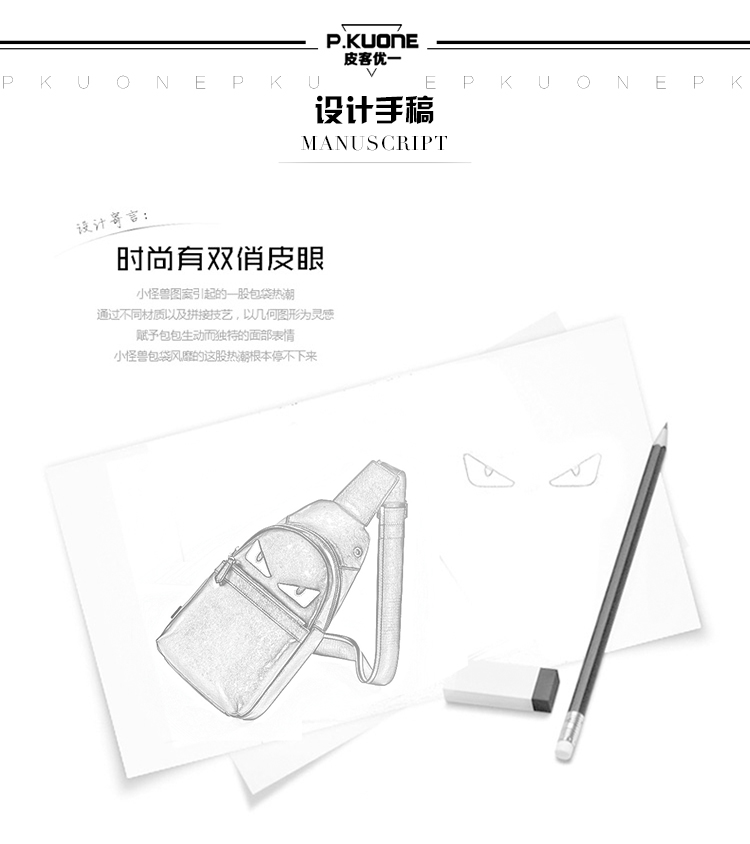 P.KUONE
皮客优一
PKUONEPKU EPKUONEPK
设计手稿
MANUSCRIPT
设计寄言：
时尚有双俏皮眼
小怪兽图案引起的一股包袋热潮
通过不同材质以及拼接技艺，以几何图形为灵感
赋予包包生动而独特的面部表情
小怪兽包袋风靡的这股热潮根本停不下来